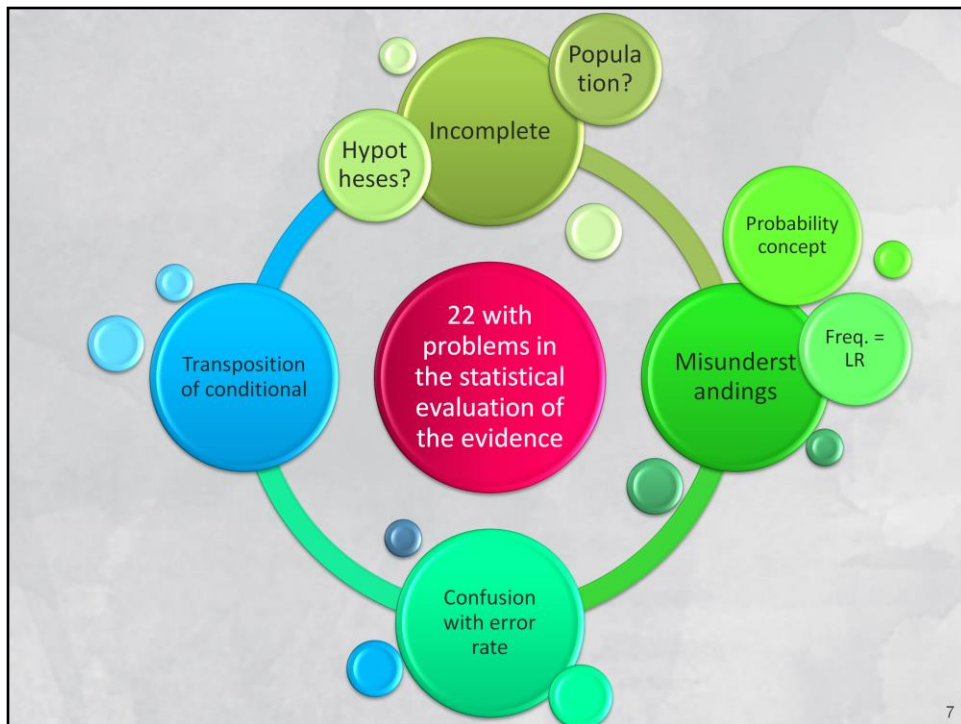 Popula
tion?
Incomplete
Hypot
heses?
Probability
concept
Freq. =
LR
Misunderst
andings
22 with
problems in
the statistical
evaluation of
the evidence
Transposition
of conditional
Confusion
with error
rate
7